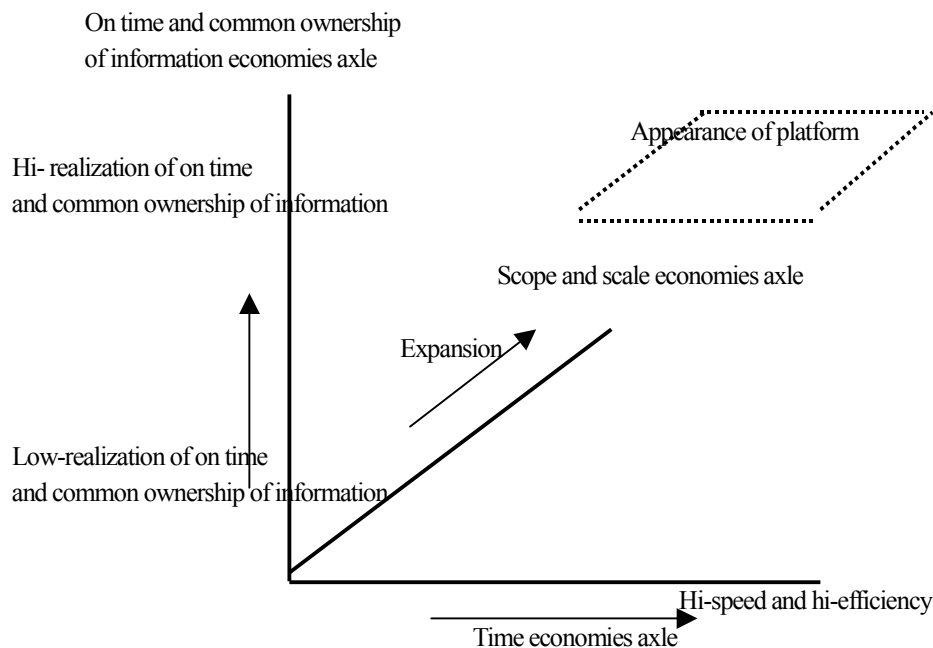 On time and common ownership
of information economies axle
Appearance of platform
Hi- realization of on time
and common ownership of information
Scope and scale economies axle
Expansion
Low-realization of on time
and common ownership of information
Hi-speed and hi-efficiency
Time economies axle